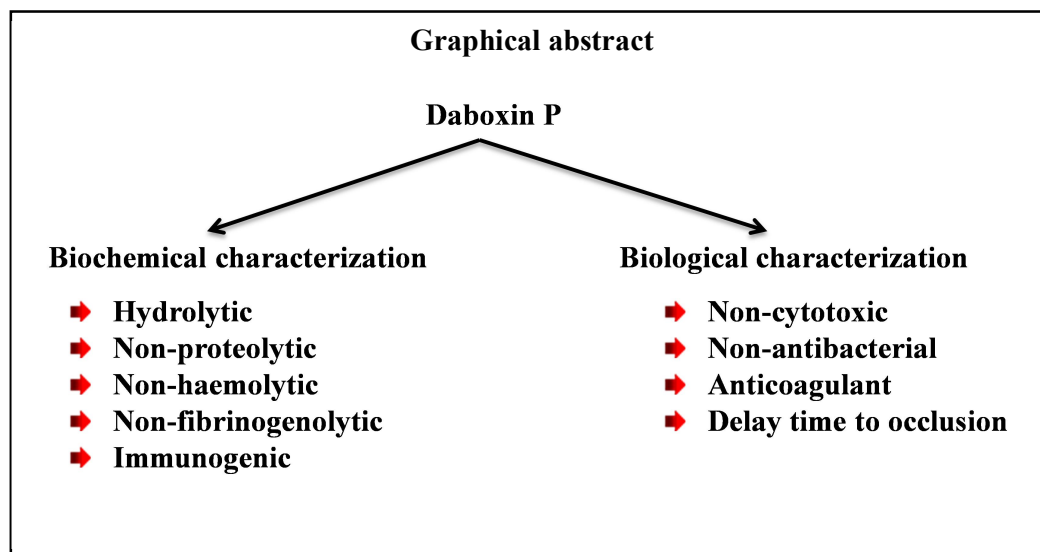 Graphical abstract
Daboxin P
Biochemical characterization
Hydrolytic
Non-proteolytic
Non-haemolytic
Non-fibrinogenolytic
Immunogenic
Biological characterization
Non-cytotoxic
Non-antibacterial
Anticoagulant
Delay time to occlusion